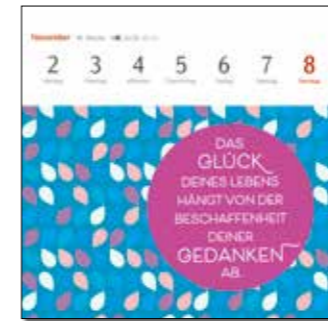 November
2 3 4 5 6 7 8
DAS
GLÜCK
DEINES LEBENS
HÄNGT VON DER
BESCHAFFENHEIT
DEINER
GEDANKEN
AB.